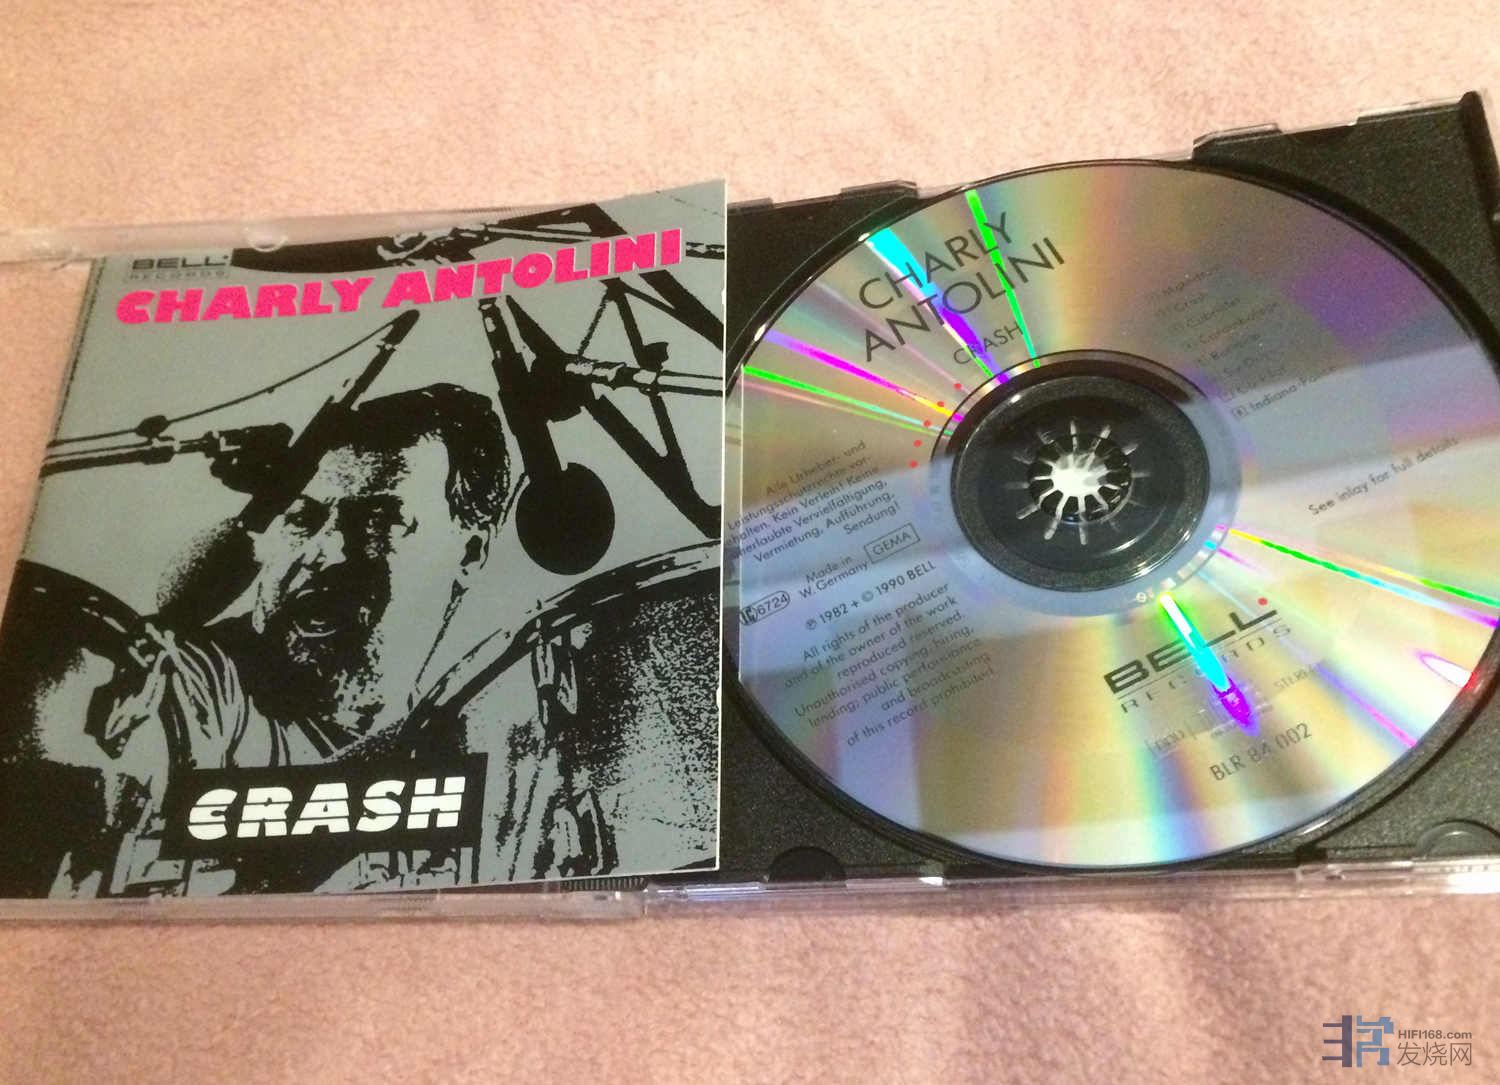 BELL.
RECORDS
CHARLY ANTOLINI
CRASH
CHARLY
ANTOLINI
CRASH
Crash
8 Indiana
See inlay for full details
Alle Urheber- und
Leistungsschutzrechte vor-
behalten. Kein Verleih! Keine
unerlaubte Vervielfältigung,
Vermietung, Aufführung,
Sendung!
Made in
W. Germany
GEMA
LC 6724
℗ 1982 + © 1990 BELL
All rights of the producer
and of the owner of the work
reproduced reserved.
Unauthorised copying, hiring,
lending, public performance
and broadcasting
of this record prohibited
BELL.
RECORDS
BLR 84 002
HIFI168.com
发烧网